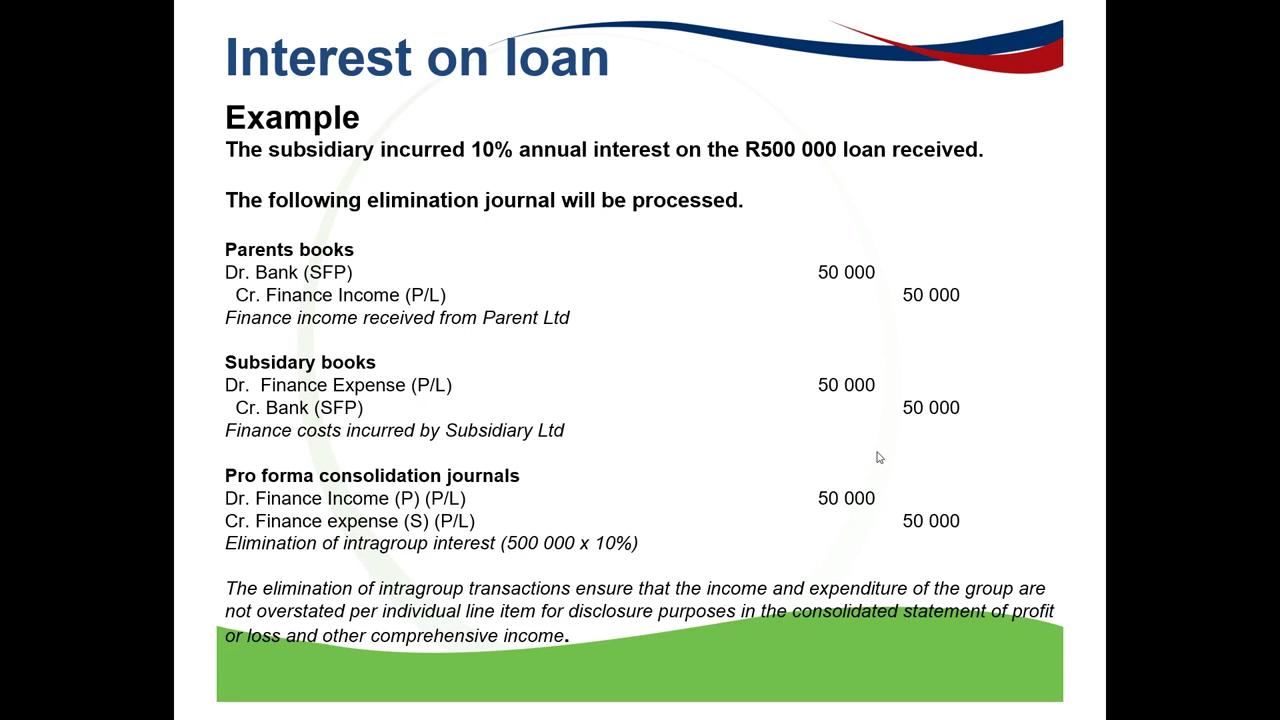 Interest on loan
Example
The subsidiary incurred 10% annual interest on the R500 000 loan received.
The following elimination journal will be processed.
Parents books
Dr. Bank (SFP) 50 000
Cr. Finance Income (P/L) 50 000
Finance income received from Parent Ltd
Subsidary books
Dr. Finance Expense (P/L) 50 000
Cr. Bank (SFP) 50 000
Finance costs incurred by Subsidiary Ltd
Pro forma consolidation journals
Dr. Finance Income (P) (P/L) 50 000
Cr. Finance expense (S) (P/L) 50 000
Elimination of intragroup interest (500 000 x 10%)
The elimination of intragroup transactions ensure that the income and expenditure of the group are
not overstated per individual line item for disclosure purposes in the consolidated statement of profit
or loss and other comprehensive income.